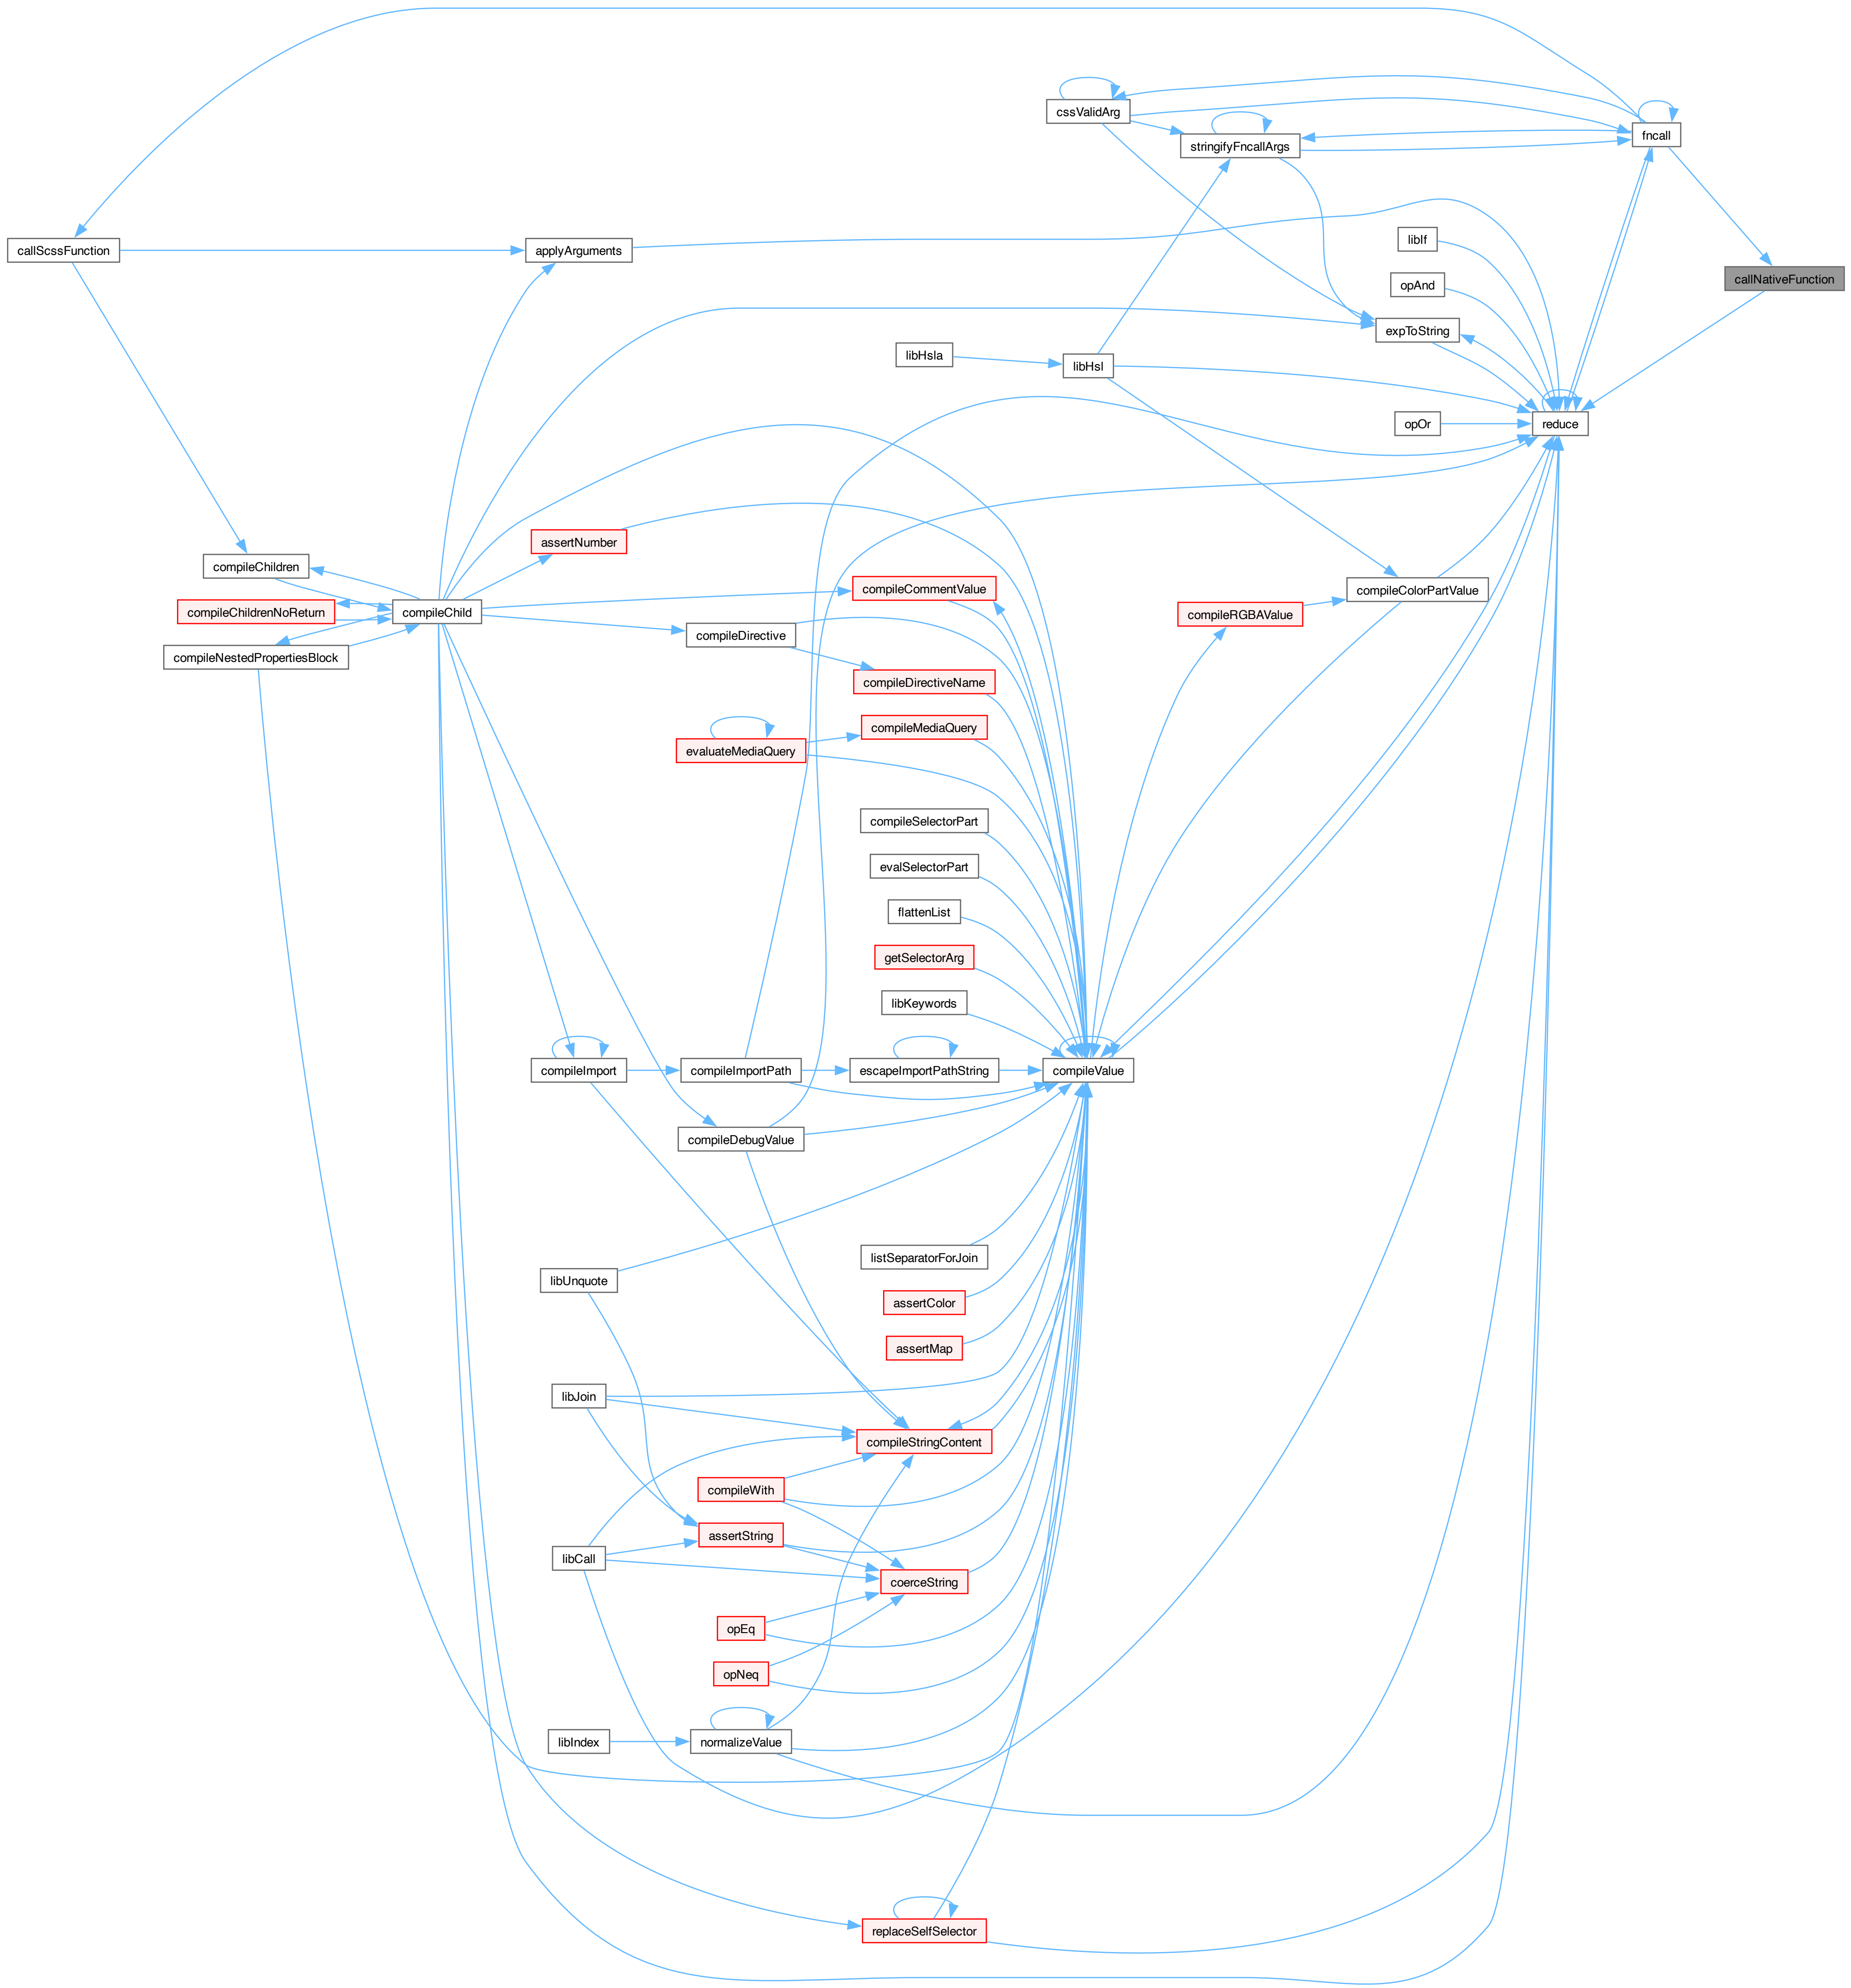 cssValidArg
fncall
stringifyFncallArgs
callScssFunction
applyArguments
libIf
callNativeFunction
opAnd
expToString
libHsla
libHsl
opOr
reduce
assertNumber
compileChildren
compileCommentValue
compileColorPartValue
compileChildrenNoReturn
compileChild
compileRGBAValue
compileDirective
compileNestedPropertiesBlock
compileDirectiveName
compileMediaQuery
evaluateMediaQuery
compileSelectorPart
evalSelectorPart
flattenList
getSelectorArg
libKeywords
compileImport
compileImportPath
escapeImportPathString
compileValue
compileDebugValue
listSeparatorForJoin
libUnquote
assertColor
assertMap
libJoin
compileStringContent
compileWith
assertString
libCall
coerceString
opEq
opNeq
libIndex
normalizeValue
replaceSelfSelector